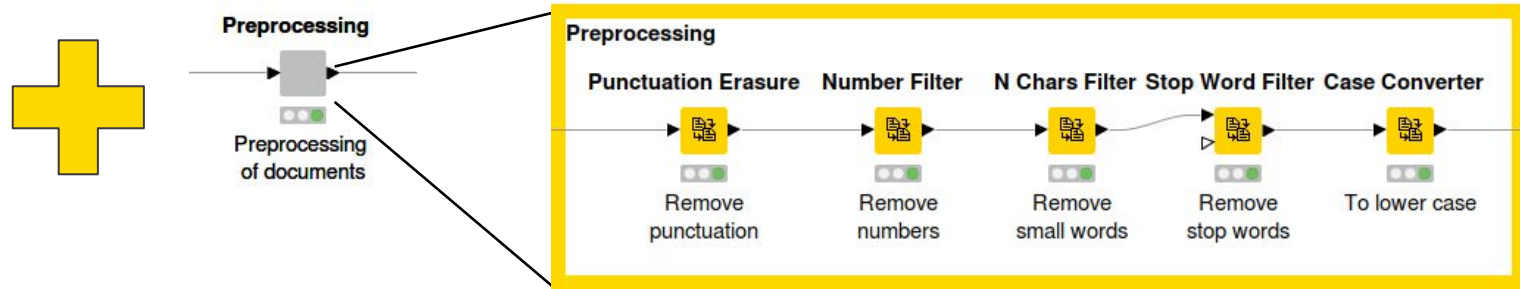 Preprocessing
Preprocessing
of documents
Preprocessing
Punctuation Erasure
Number Filter
N Chars Filter
Stop Word Filter
Case Converter
Remove
punctuation
Remove
numbers
Remove
small words
Remove
stop words
To lower case